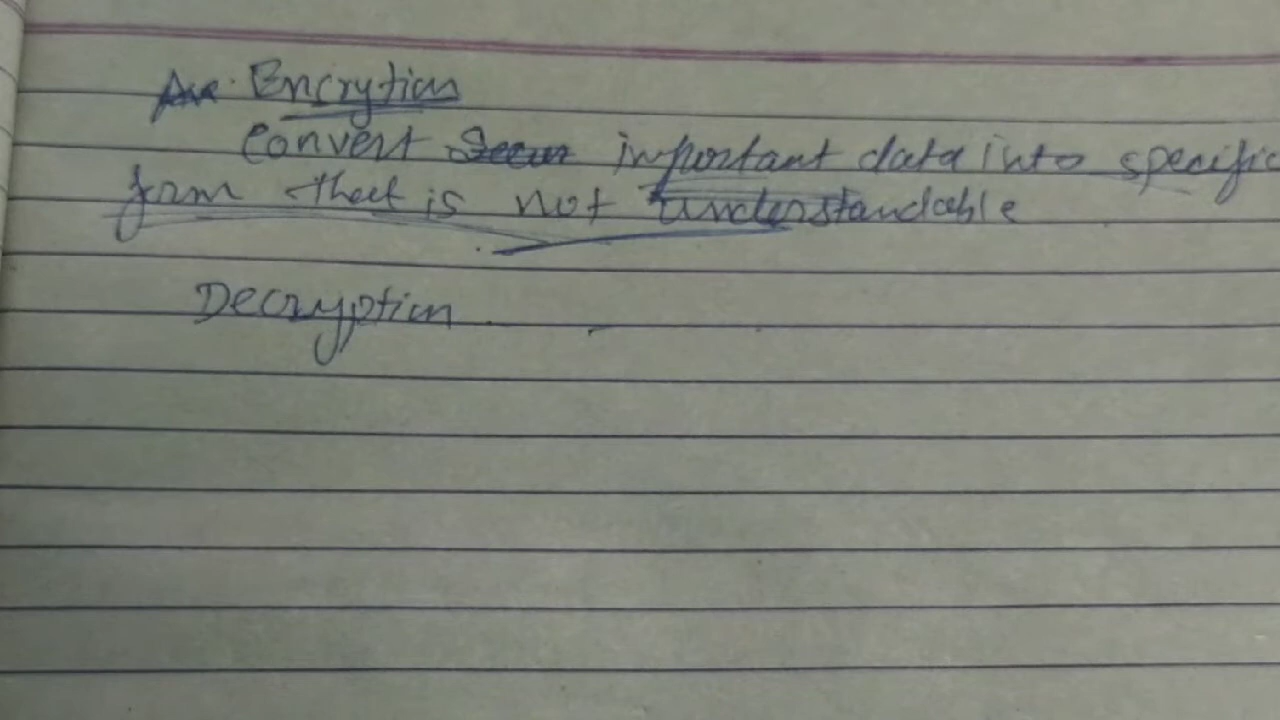 Encrytion
Convert important data into specific
form that is not understandable
Decryption